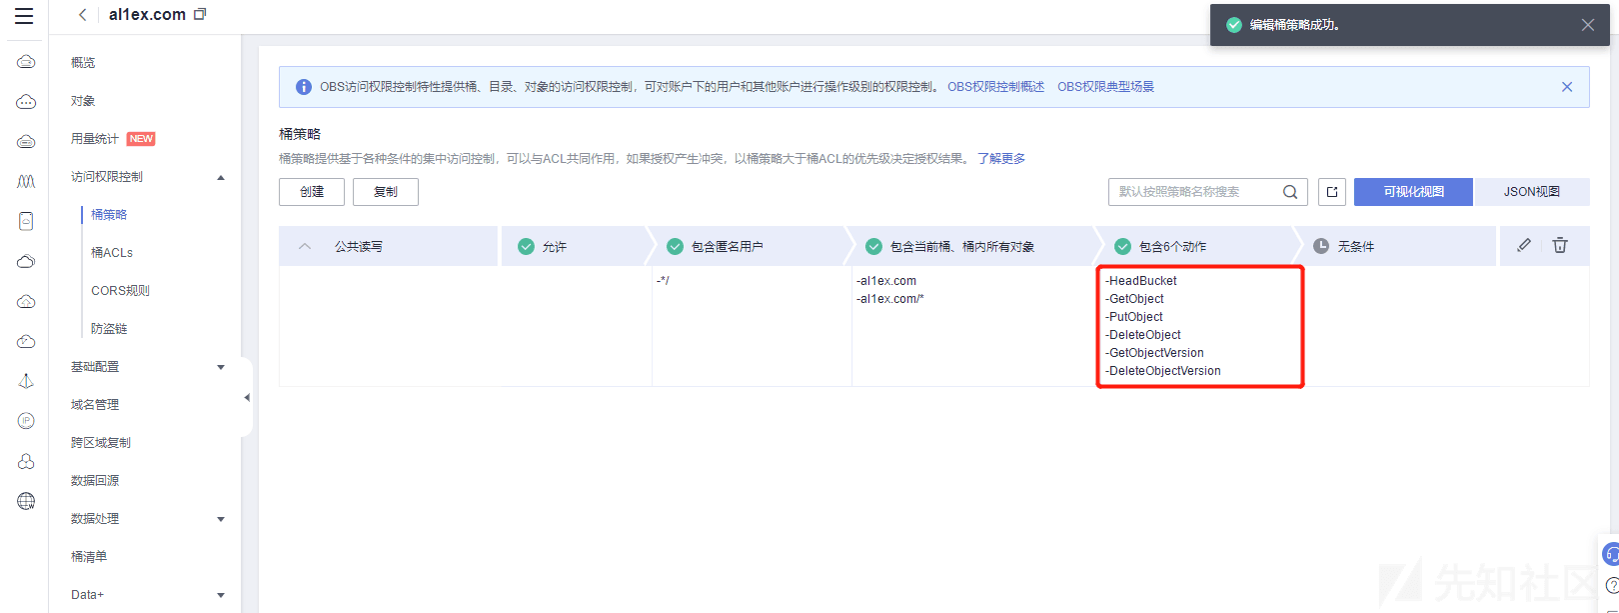 al1ex.com
编辑桶策略成功。
概览
对象
用量统计 NEW
访问权限控制
桶策略
桶ACLs
CORS规则
防盗链
基础配置
域名管理
跨区域复制
数据回源
数据处理
桶清单
Data+
OBS访问权限控制特性提供桶、目录、对象的访问权限控制，可对账户下的用户和其他账户进行操作级别的权限控制。 OBS权限控制概述 OBS权限典型场景
桶策略
桶策略提供基于各种条件的集中访问控制，可以与ACL共同作用，如果授权产生冲突，以桶策略大于桶ACL的优先级决定授权结果。 了解更多
创建 复制 默认按照策略名称搜索 可视化视图 JSON视图
公共读写 允许 包含匿名用户 包含当前桶、桶内所有对象 包含6个动作 无条件
-*/
-al1ex.com
-al1ex.com/*
-HeadBucket
-GetObject
-PutObject
-DeleteObject
-GetObjectVersion
-DeleteObjectVersion
IP
W
先知社区